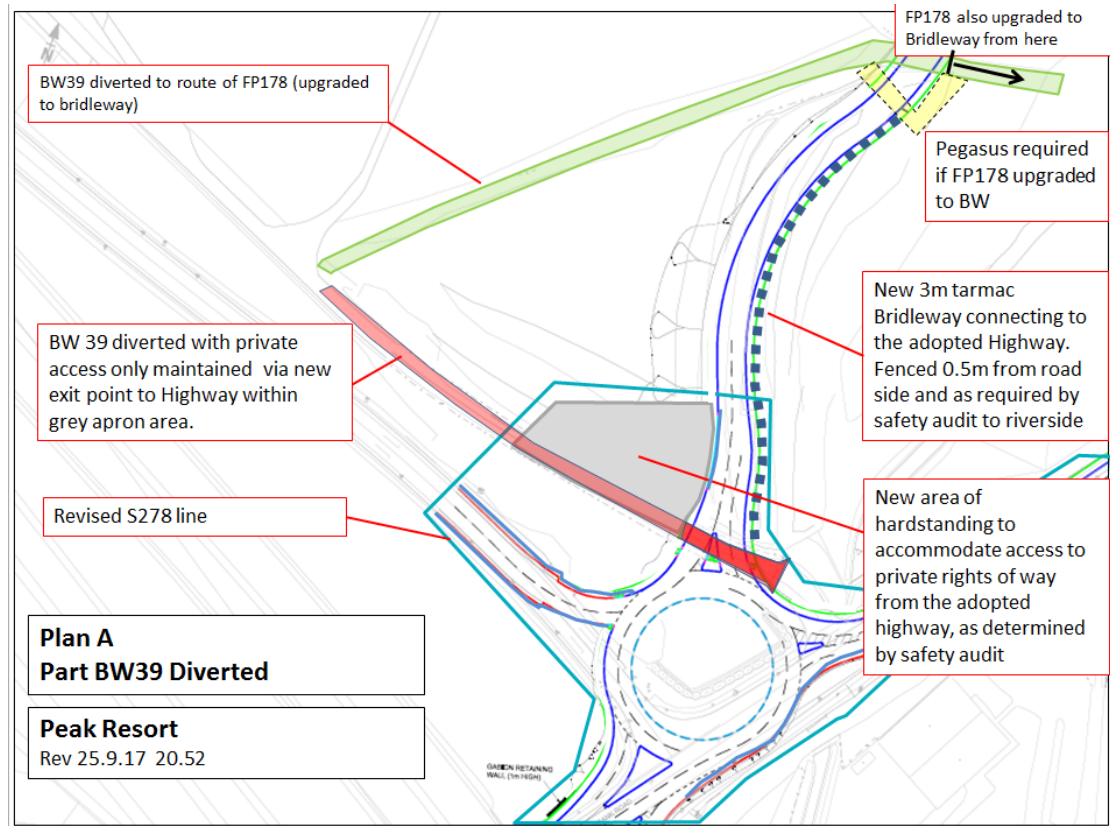 FP178 also upgraded to
Bridleway from here
N
BW39 diverted to route of FP178 (upgraded
to bridleway)
Pegasus required
if FP178 upgraded
to BW
New 3m tarmac
Bridleway connecting to
the adopted Highway.
Fenced 0.5m from road
side and as required by
safety audit to riverside
BW 39 diverted with private
access only maintained via new
exit point to Highway within
grey apron area.
Revised S278 line
New area of
hardstanding to
accommodate access to
private rights of way
from the adopted
highway, as determined
by safety audit
Plan A
Part BW39 Diverted
Peak Resort
Rev 25.9.17 20.52
GABION RETAINING
WALL (1m HIGH)